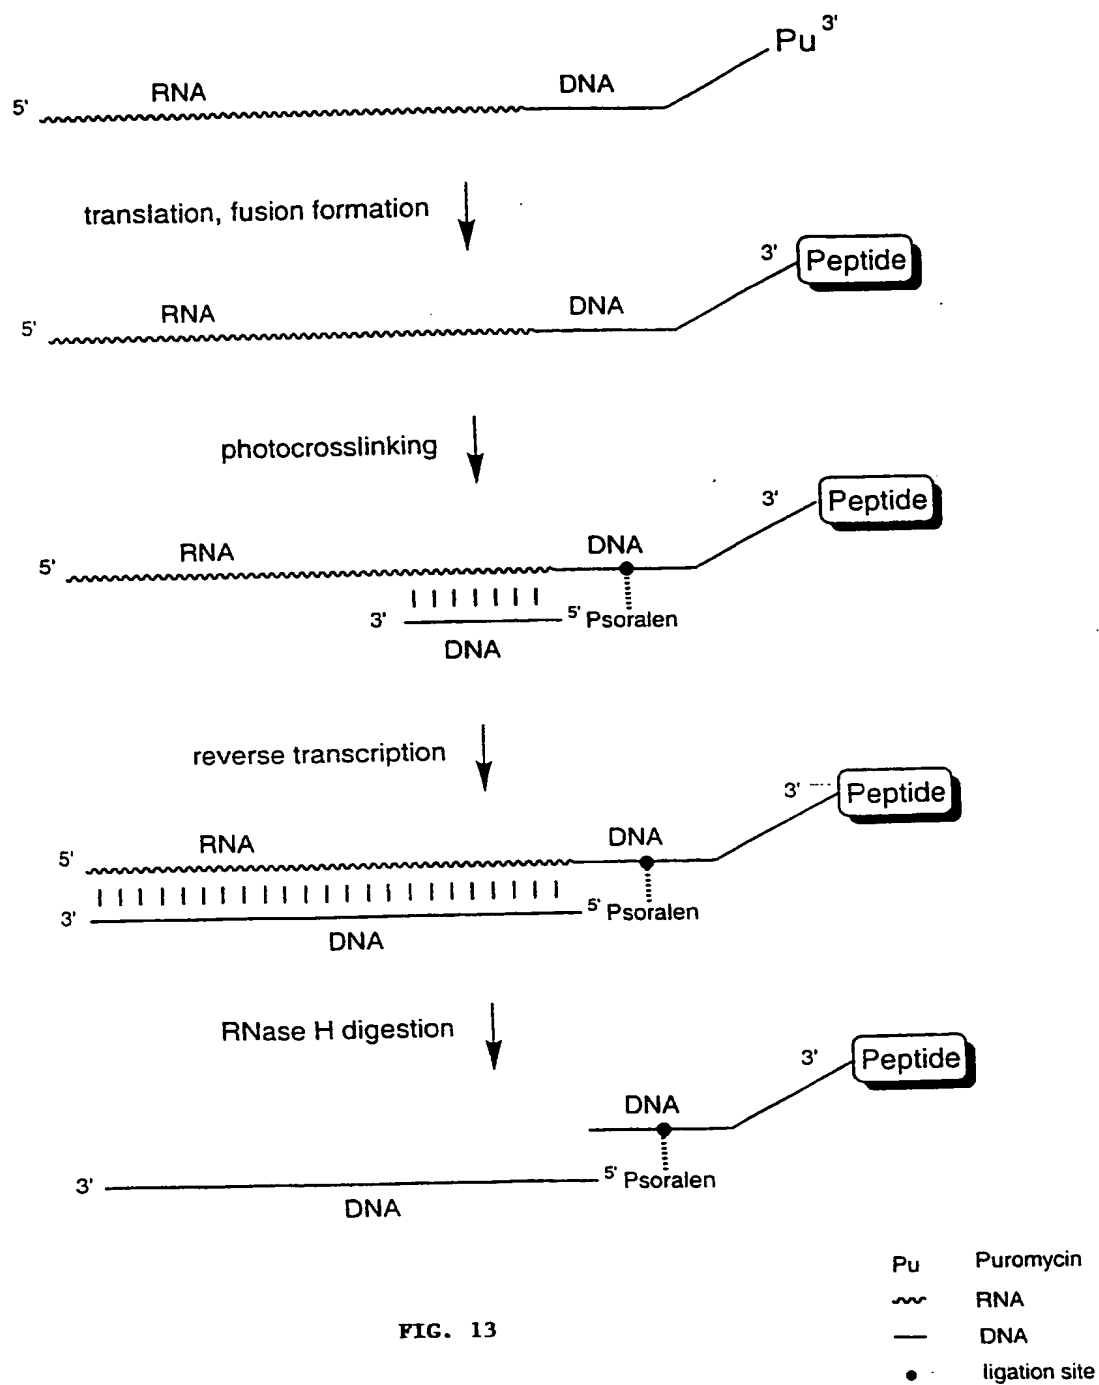 Pu 3'
5' RNA DNA
translation, fusion formation
3' Peptide
5' RNA DNA
photocrosslinking
3' Peptide
5' RNA DNA
3' 5' Psoralen
DNA
reverse transcription
3' Peptide
5' RNA DNA
3' 5' Psoralen
DNA
RNase H digestion
3' Peptide
DNA
3' 5' Psoralen
DNA
Pu Puromycin
RNA
DNA
ligation site
FIG. 13